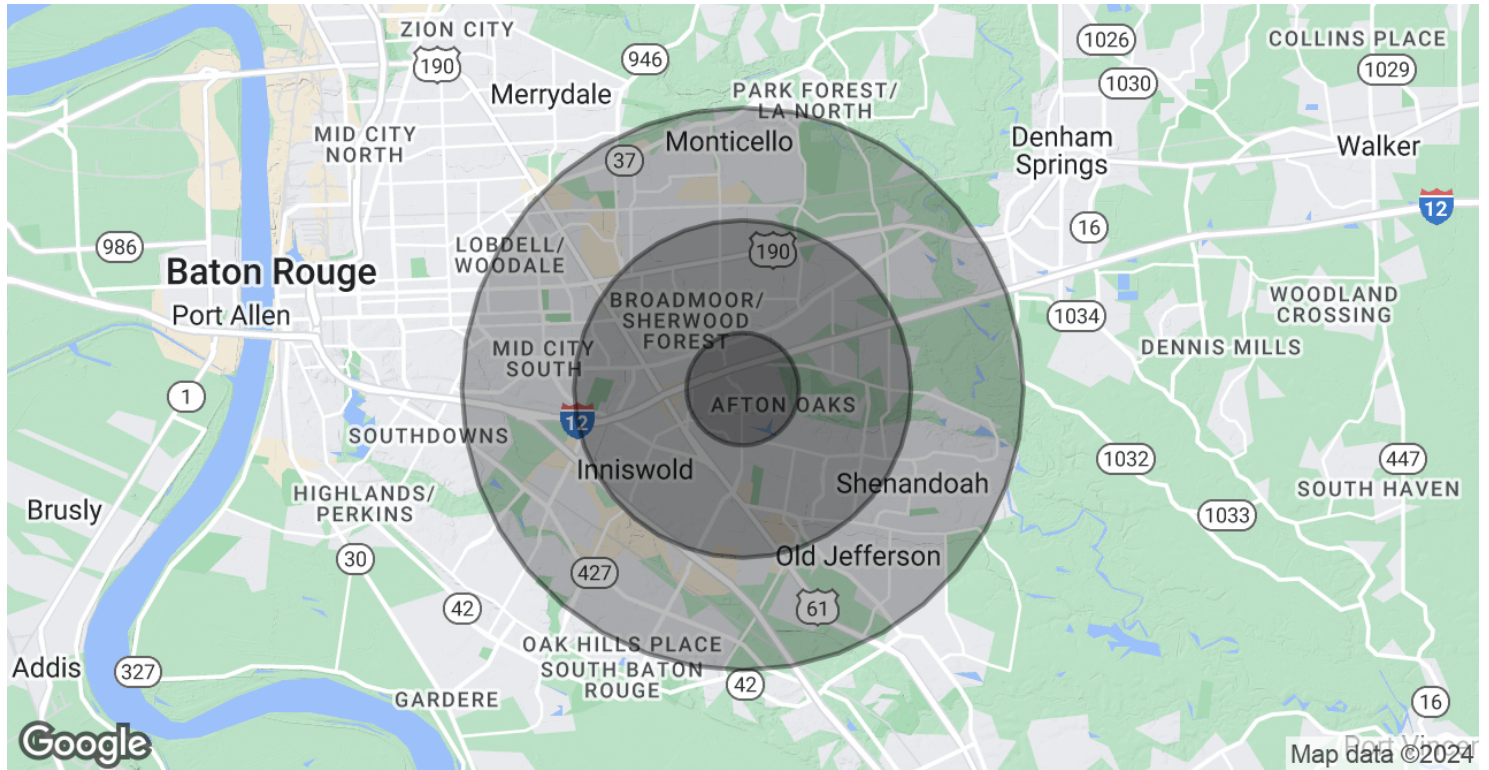 ZION CITY
190
946
1026
COLLINS PLACE
1029
1030
Merrydale
PARK FOREST/
LA NORTH
MID CITY
NORTH
37
Monticello
Denham
Springs
Walker
12
986
LOBDELL/
WOODALE
190
16
Baton Rouge
Port Allen
BROADMOOR/
SHERWOOD
FOREST
1034
WOODLAND
CROSSING
MID CITY
SOUTH
DENNIS MILLS
1
AFTON OAKS
12
SOUTHDOWNS
Inniswold
Shenandoah
1032
447
SOUTH HAVEN
HIGHLANDS/
PERKINS
Brusly
1033
30
427
Old Jefferson
42
61
OAK HILLS PLACE
SOUTH BATON
ROUGE
Addis
327
GARDERE
42
16
Google
Map data ©2024